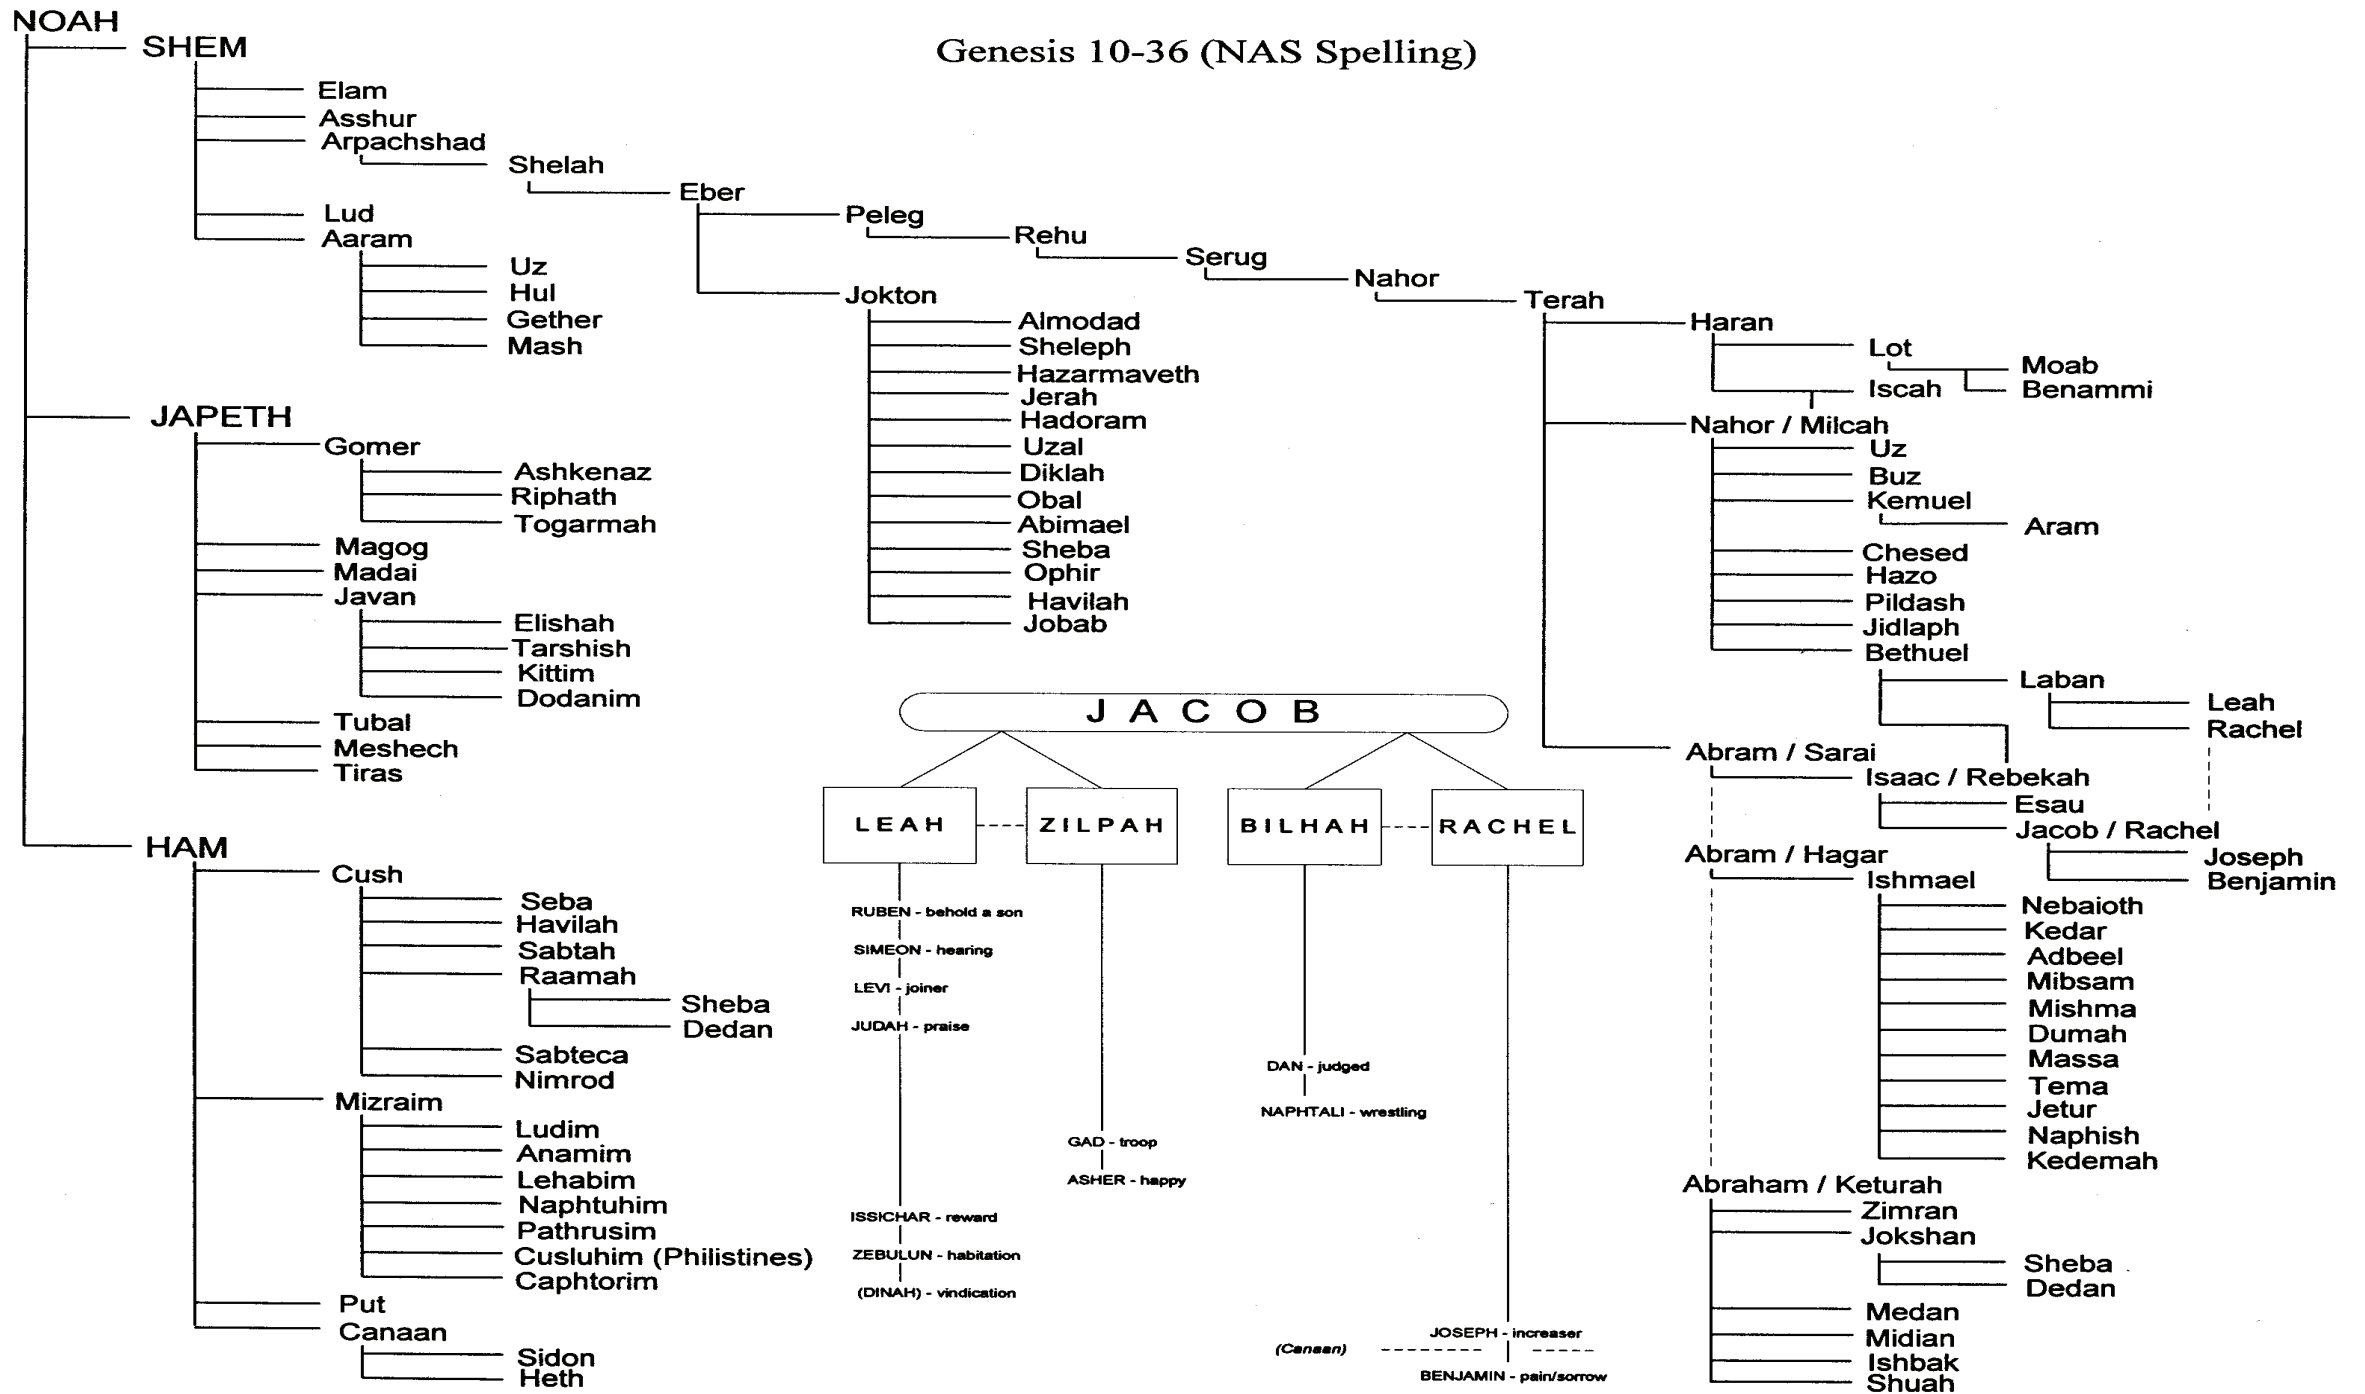 NOAH
SHEM
Genesis 10-36 (NAS Spelling)
Elam
Asshur
Arpachshad
Shelah
Eber
Peleg
Rehu
Serug
Nahor
Terah
Lud
Aaram
Uz
Hul
Gether
Mash
Jokton
Almodad
Sheleph
Hazarmaveth
Jerah
Hadoram
Uzal
Diklah
Obal
Abimael
Sheba
Ophir
Havilah
Jobab
Haran
Lot
Moab
Benammi
Iscah
Nahor / Milcah
Uz
Buz
Kemuel
Aram
Chesed
Hazo
Pildash
Jidlaph
Bethuel
Laban
Leah
Rachel
Abram / Sarai
Isaac / Rebekah
Esau
Jacob / Rachel
Joseph
Benjamin
Abram / Hagar
Ishmael
Nebaioth
Kedar
Adbeel
Mibsam
Mishma
Dumah
Massa
Tema
Jetur
Naphish
Kedemah
Abraham / Keturah
Zimran
Jokshan
Sheba
Dedan
Medan
Midian
Ishbak
Shuah
JAPETH
Gomer
Ashkenaz
Riphath
Togarmah
Magog
Madai
Javan
Elishah
Tarshish
Kittim
Dodanim
Tubal
Meshech
Tiras
HAM
Cush
Seba
Havilah
Sabtah
Raamah
Sheba
Dedan
Sabteca
Nimrod
Mizraim
Ludim
Anamim
Lehabim
Naphtuhim
Pathrusim
Cusluhim (Philistines)
Caphtorim
Put
Canaan
Sidon
Heth
JACOB
LEAH
ZILPAH
BILHAH
RACHEL
RUBEN - behold a son
SIMEON - hearing
LEVI - joiner
JUDAH - praise
DAN - judged
NAPHTALI - wrestling
GAD - troop
ASHER - happy
ISSICHAR - reward
ZEBULUN - habitation
(DINAH) - vindication
JOSEPH - increaser
(Canaan)
BENJAMIN - pain/sorrow